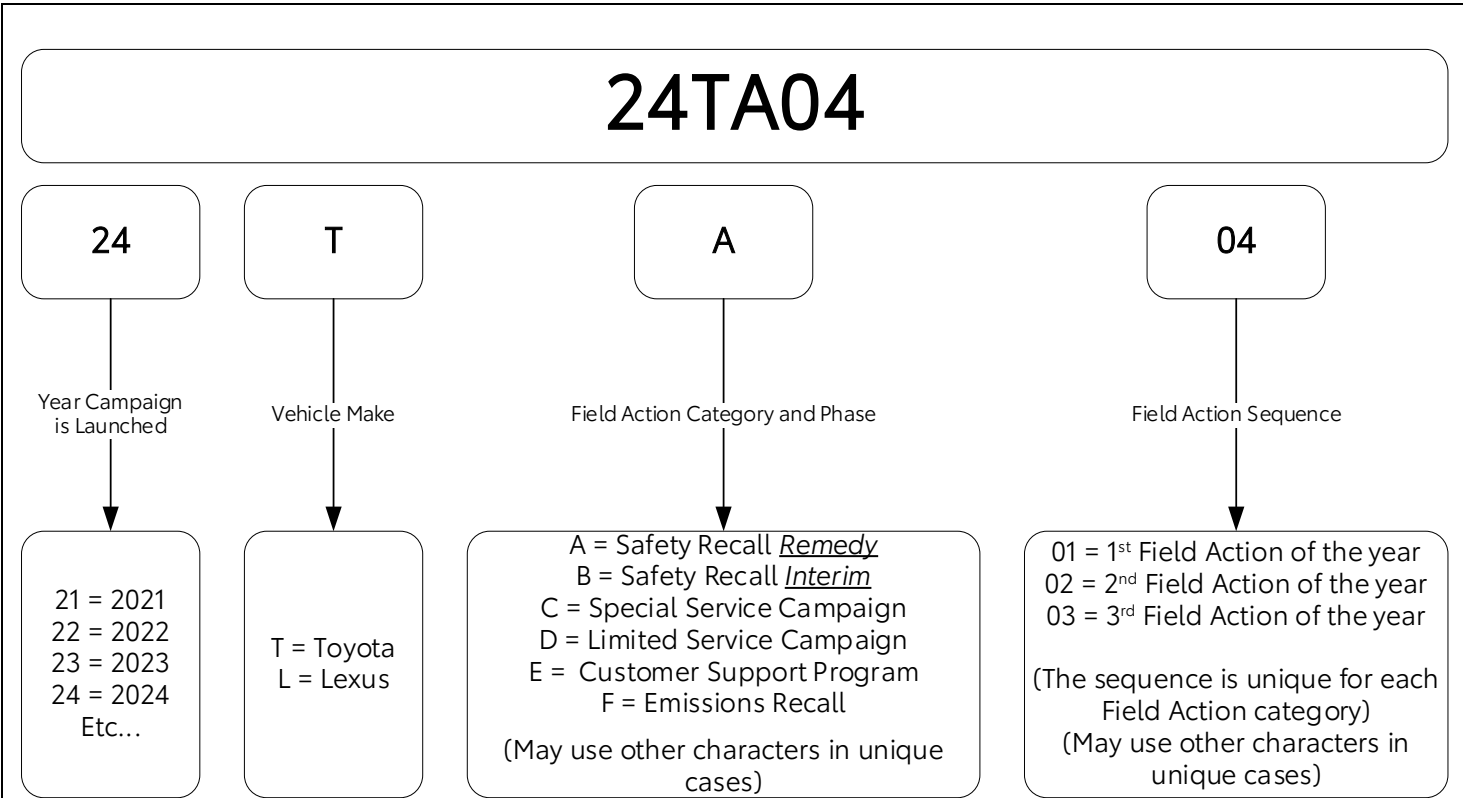 24TA04
24
T
A
04
Year Campaign
is Launched
Vehicle Make
Field Action Category and Phase
Field Action Sequence
21 = 2021
22 = 2022
23 = 2023
24 = 2024
Etc...
T = Toyota
L = Lexus
A = Safety Recall Remedy
B = Safety Recall Interim
C = Special Service Campaign
D = Limited Service Campaign
E =  Customer Support Program
F = Emissions Recall
(May use other characters in unique
cases)
01 = 1st Field Action of the year
02 = 2nd Field Action of the year
03 = 3rd Field Action of the year
(The sequence is unique for each
Field Action category)
(May use other characters in
unique cases)